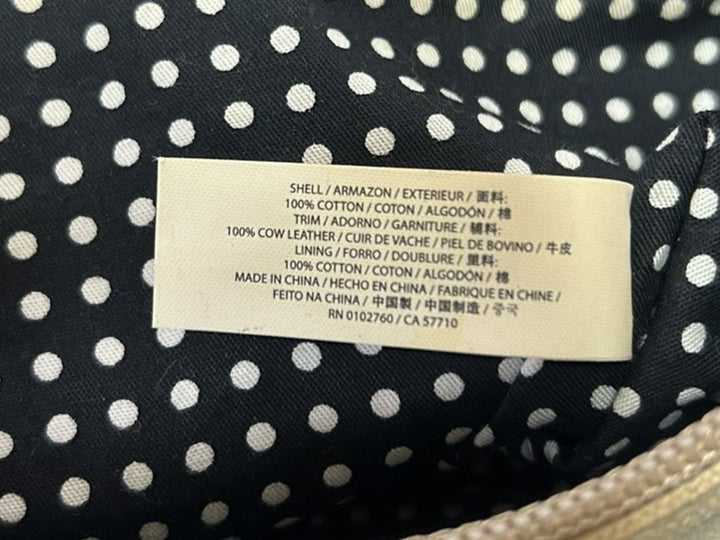 SHELL / ARMAZON / EXTERIEUR / 面料:
100% COTTON / COTON / ALGODÓN / 棉
TRIM / ADORNO / GARNITURE / 辅料:
100% COW LEATHER / CUIR DE VACHE / PIEL DE BOVINO / 牛皮
LINING / FORRO / DOUBLURE / 里料:
100% COTTON / COTON / ALGODÓN / 棉
MADE IN CHINA / HECHO EN CHINA / FABRIQUE EN CHINE /
FEITO NA CHINA / 中国製 / 中国制造 / 중국
RN 0102760 / CA 57710